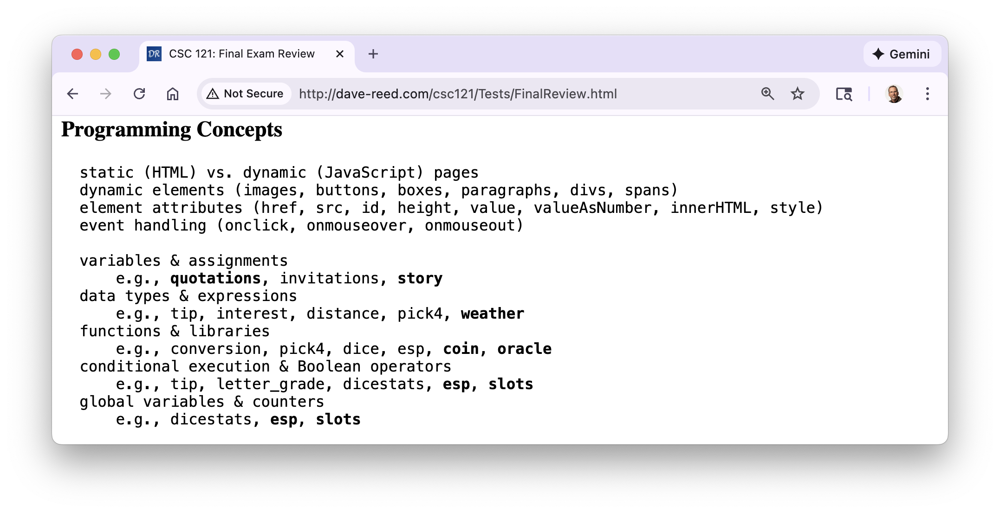 DR CSC 121: Final Exam Review
Gemini
Not Secure http://dave-reed.com/csc121/Tests/FinalReview.html
Programming Concepts
static (HTML) vs. dynamic (JavaScript) pages
dynamic elements (images, buttons, boxes, paragraphs, divs, spans)
element attributes (href, src, id, height, value, valueAsNumber, innerHTML, style)
event handling (onclick, onmouseover, onmouseout)
variables & assignments
e.g., quotations, invitations, story
data types & expressions
e.g., tip, interest, distance, pick4, weather
functions & libraries
e.g., conversion, pick4, dice, esp, coin, oracle
conditional execution & Boolean operators
e.g., tip, letter_grade, dicestats, esp, slots
global variables & counters
e.g., dicestats, esp, slots